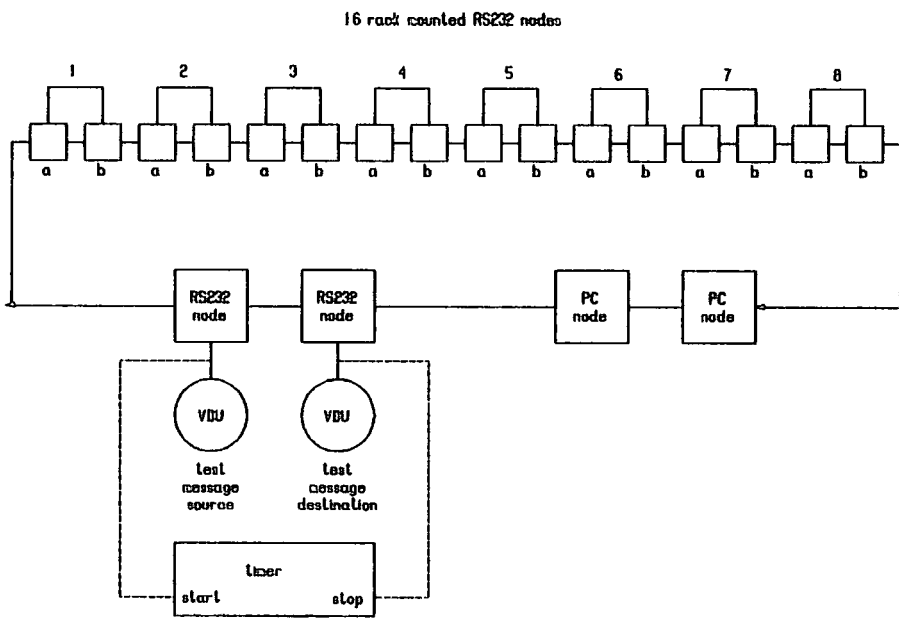 16 rack mounted RS232 nodes
1 2 3 4 5 6 7 8
a b a b a b a b a b a b a b a b
RS232 node
RS232 node
PC node
PC node
VDU
VDU
test message source
test message destination
timer
start stop